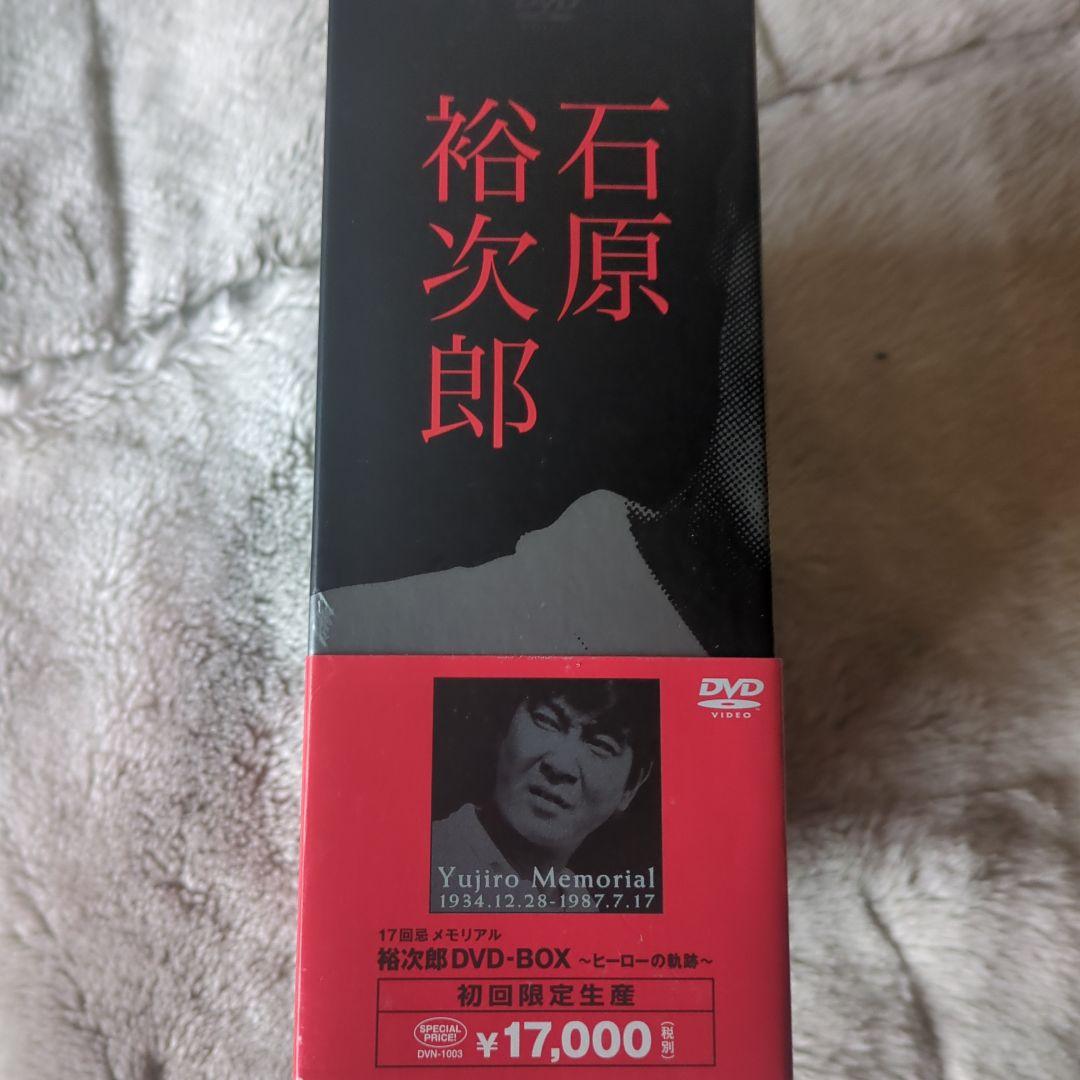 DVD
石原
裕次郎
DVD
VIDEO
TM
Yujiro Memorial
1934.12.28-1987.7.17
17回忌メモリアル
裕次郎DVD-BOX ～ヒーローの軌跡～
初回限定生産
SPECIAL
PRICE!
DVN-1003
¥17,000(税別)